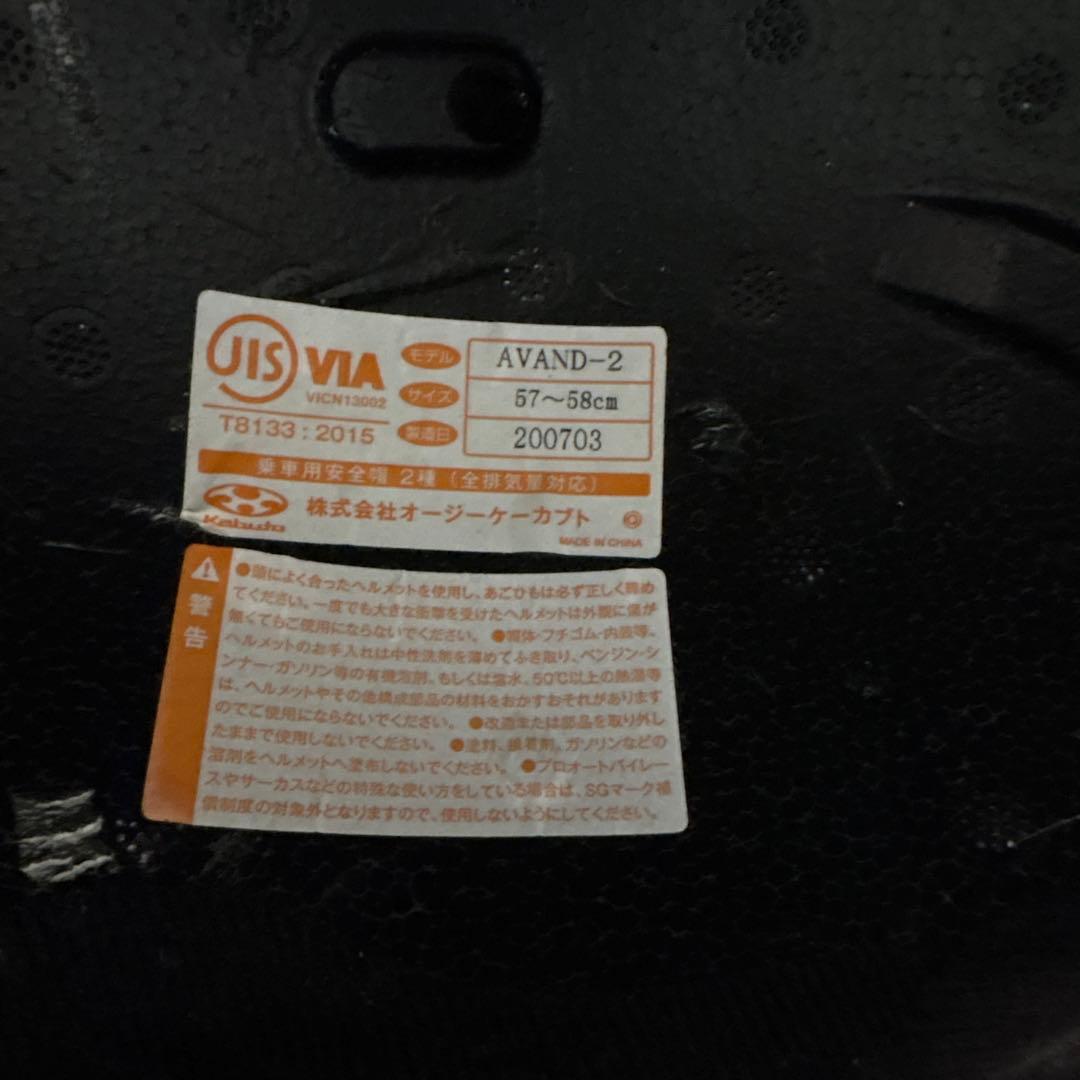 JIS VIA
VICN13002
T8133:2015
モデル AVAND-2
サイズ 57～58cm
製造日 200703
乗車用安全帽 2種（全排気量対応）
Kabuto 株式会社オージーケーカブト
MADE IN CHINA
警告
●頭によく合ったヘルメットを使用し、あごひもは必ず正しく締め
てください。一度でも大きな衝撃を受けたヘルメットは外観に傷が
無くてもご使用にならないでください。 ●帽体・フチゴム・内装等、
ヘルメットのお手入れは中性洗剤を薄めてふき取り、ベンジン・シ
ンナー・ガソリン等の有機溶剤、もしくは塩水、50℃以上の熱湯等
は、ヘルメットやその他構成部品の材料をおかすおそれがあります
のでご使用にならないでください。 ●改造または部品を取り外し
たままで使用しないでください。 ●塗料、接着剤、ガソリンなどの
溶剤をヘルメットへ塗布しないでください。 ●プロオートバイレー
スやサーカスなどの特殊な使い方をしている場合は、SGマーク補
償制度の対象外となりますので、使用しないようにしてください。